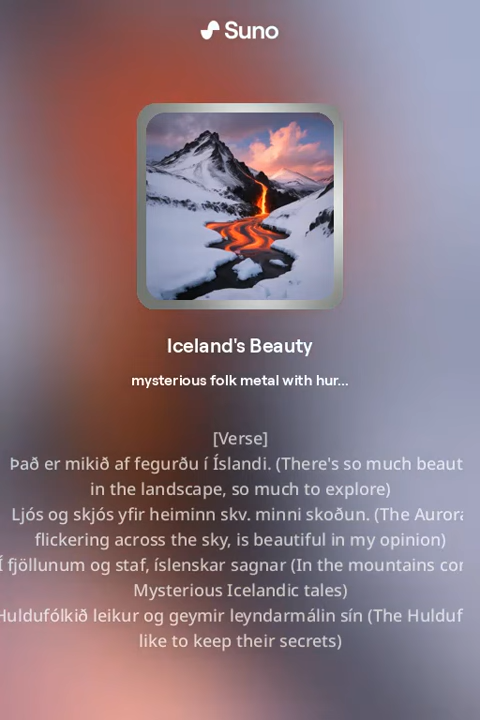 Suno
Iceland's Beauty
mysterious folk metal with hur...
[Verse]
Það er mikið af fegurðu í Íslandi. (There's so much beaut
in the landscape, so much to explore)
Ljós og skjós yfir heiminn skv. minni skoðun. (The Aurora
flickering across the sky, is beautiful in my opinion)
Í fjöllunum og staf, íslenskar sagnar (In the mountains cor
Mysterious Icelandic tales)
Huldufólkið leikur og geymir leyndarmálin sín (The Hulduf
like to keep their secrets)